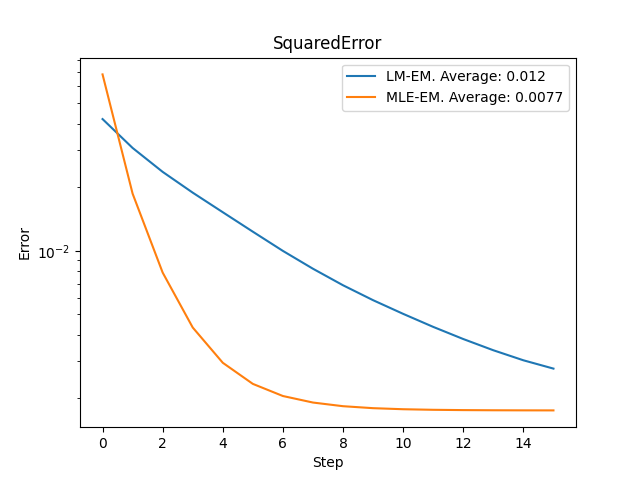 SquaredError
LM-EM. Average: 0.012
MLE-EM. Average: 0.0077
Error
10⁻²
0 2 4 6 8 10 12 14
Step